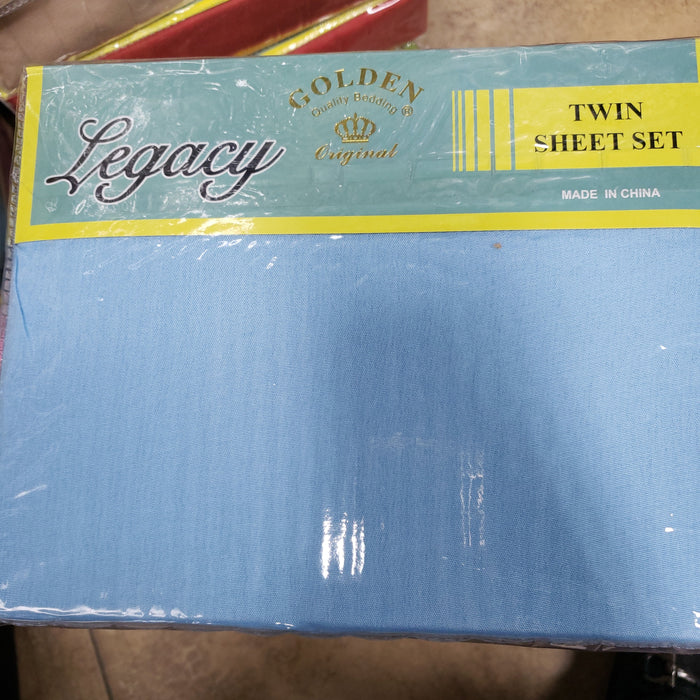 Legacy
GOLDEN
Quality Bedding ®
Original
TWIN
SHEET SET
MADE IN CHINA